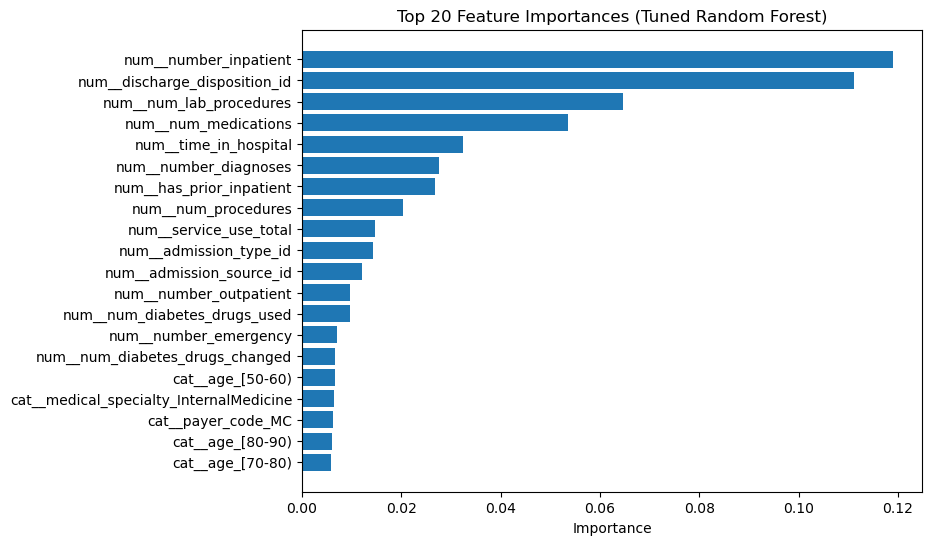 Top 20 Feature Importances (Tuned Random Forest)
num__number_inpatient
num__discharge_disposition_id
num__num_lab_procedures
num__num_medications
num__time_in_hospital
num__number_diagnoses
num__has_prior_inpatient
num__num_procedures
num__service_use_total
num__admission_type_id
num__admission_source_id
num__number_outpatient
num__num_diabetes_drugs_used
num__number_emergency
num__num_diabetes_drugs_changed
cat__age_[50-60)
cat__medical_specialty_InternalMedicine
cat__payer_code_MC
cat__age_[80-90)
cat__age_[70-80)
0.00 0.02 0.04 0.06 0.08 0.10 0.12
Importance